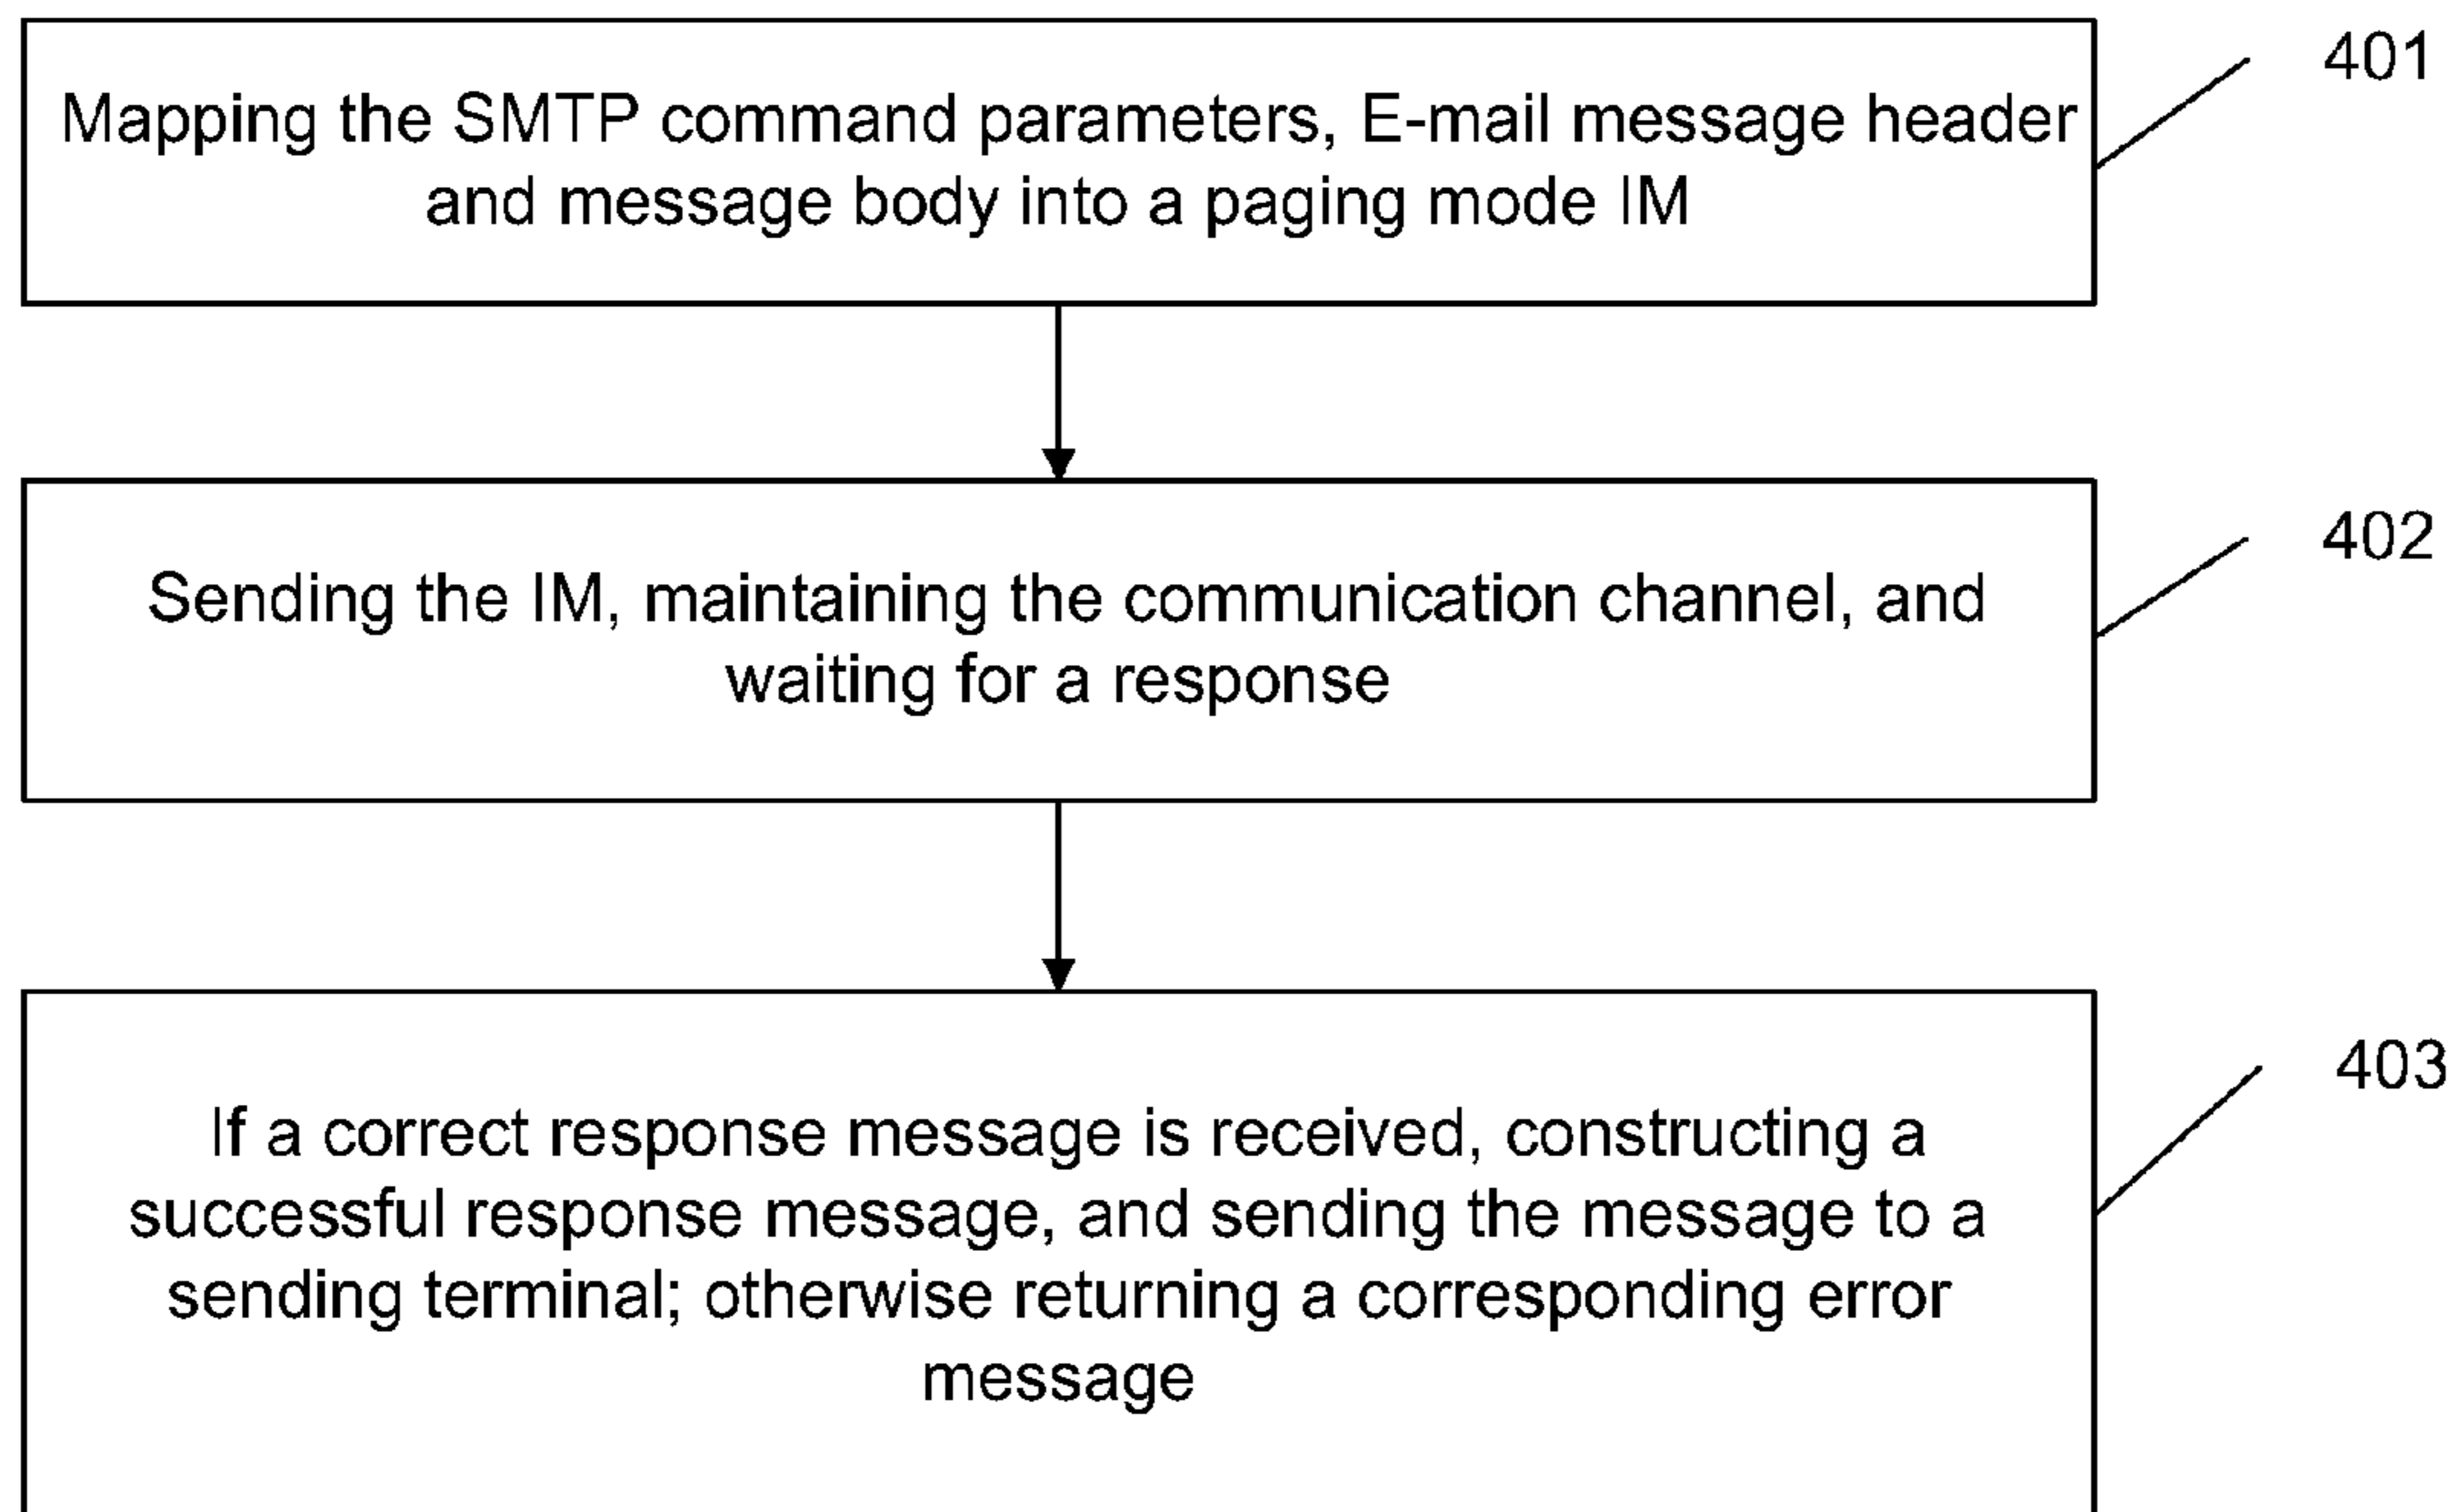 401
Mapping the SMTP command parameters, E-mail message header
and message body into a paging mode IM
402
Sending the IM, maintaining the communication channel, and
waiting for a response
403
If a correct response message is received, constructing a
successful response message, and sending the message to a
sending terminal; otherwise returning a corresponding error
message